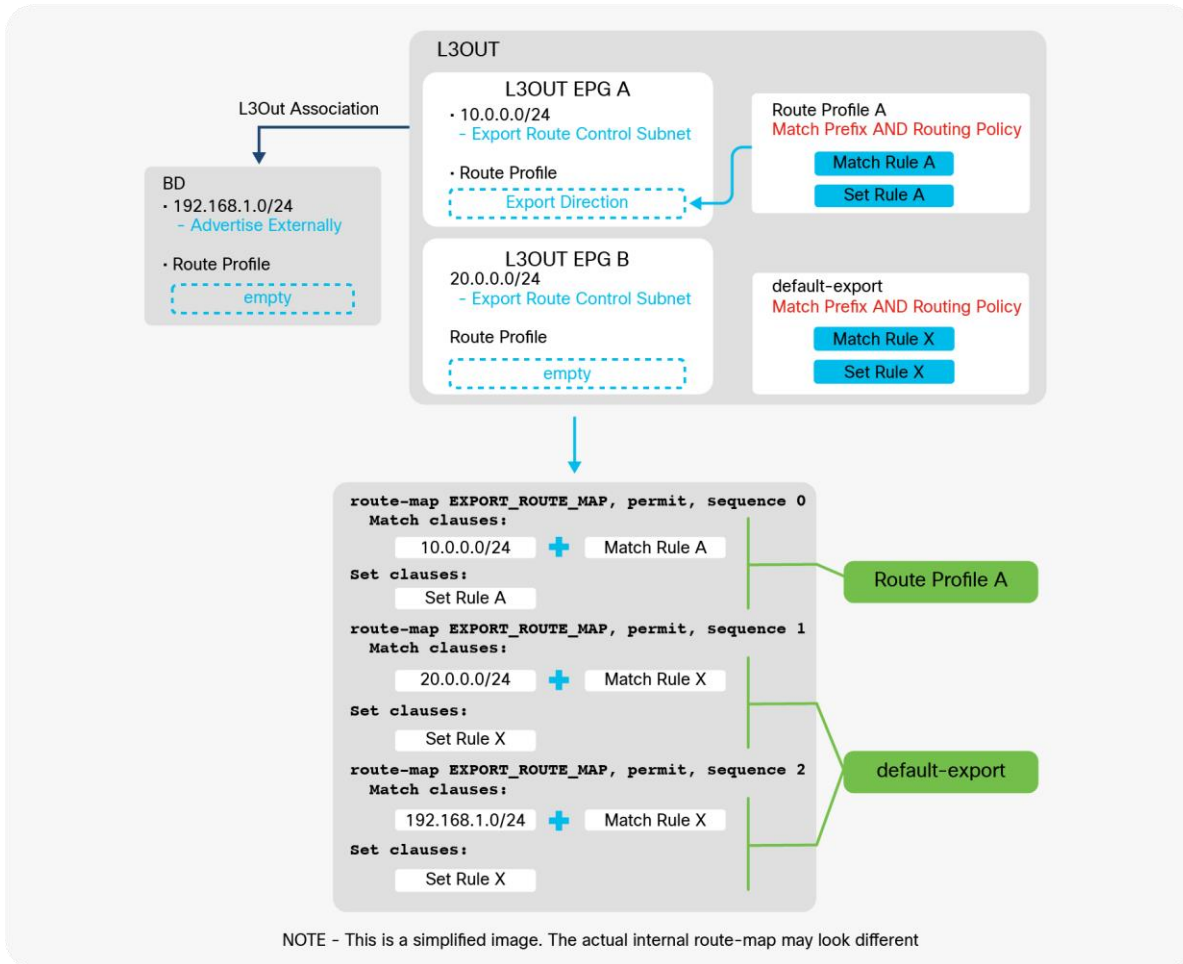 L3OUT
L3OUT EPG A
· 10.0.0.0/24
- Export Route Control Subnet
· Route Profile
Export Direction
Route Profile A
Match Prefix AND Routing Policy
Match Rule A
Set Rule A
L3Out Association
BD
· 192.168.1.0/24
- Advertise Externally
· Route Profile
empty
L3OUT EPG B
20.0.0.0/24
- Export Route Control Subnet
Route Profile
empty
default-export
Match Prefix AND Routing Policy
Match Rule X
Set Rule X
route-map EXPORT_ROUTE_MAP, permit, sequence 0
Match clauses:
10.0.0.0/24 + Match Rule A
Set clauses:
Set Rule A
Route Profile A
route-map EXPORT_ROUTE_MAP, permit, sequence 1
Match clauses:
20.0.0.0/24 + Match Rule X
Set clauses:
Set Rule X
route-map EXPORT_ROUTE_MAP, permit, sequence 2
default-export
Match clauses:
192.168.1.0/24 + Match Rule X
Set clauses:
Set Rule X
NOTE - This is a simplified image. The actual internal route-map may look different